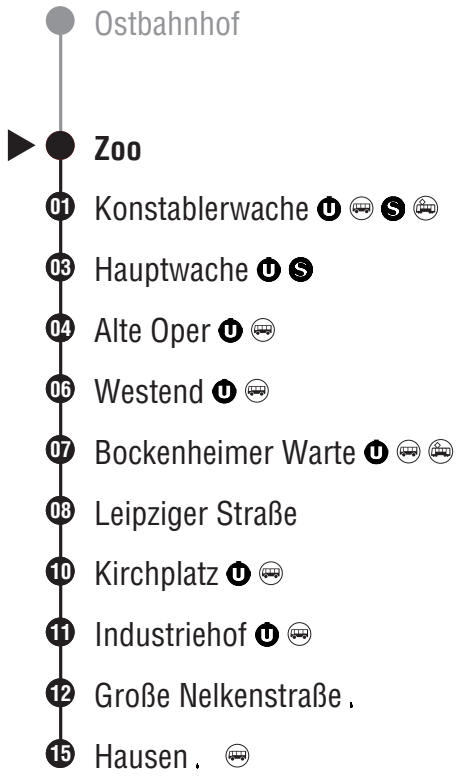 Ostbahnhof
Zoo
01 Konstablerwache U S
03 Hauptwache U S
04 Alte Oper U
06 Westend U
07 Bockenheimer Warte U
08 Leipziger Straße
10 Kirchplatz U
11 Industriehof U
12 Große Nelkenstraße
15 Hausen